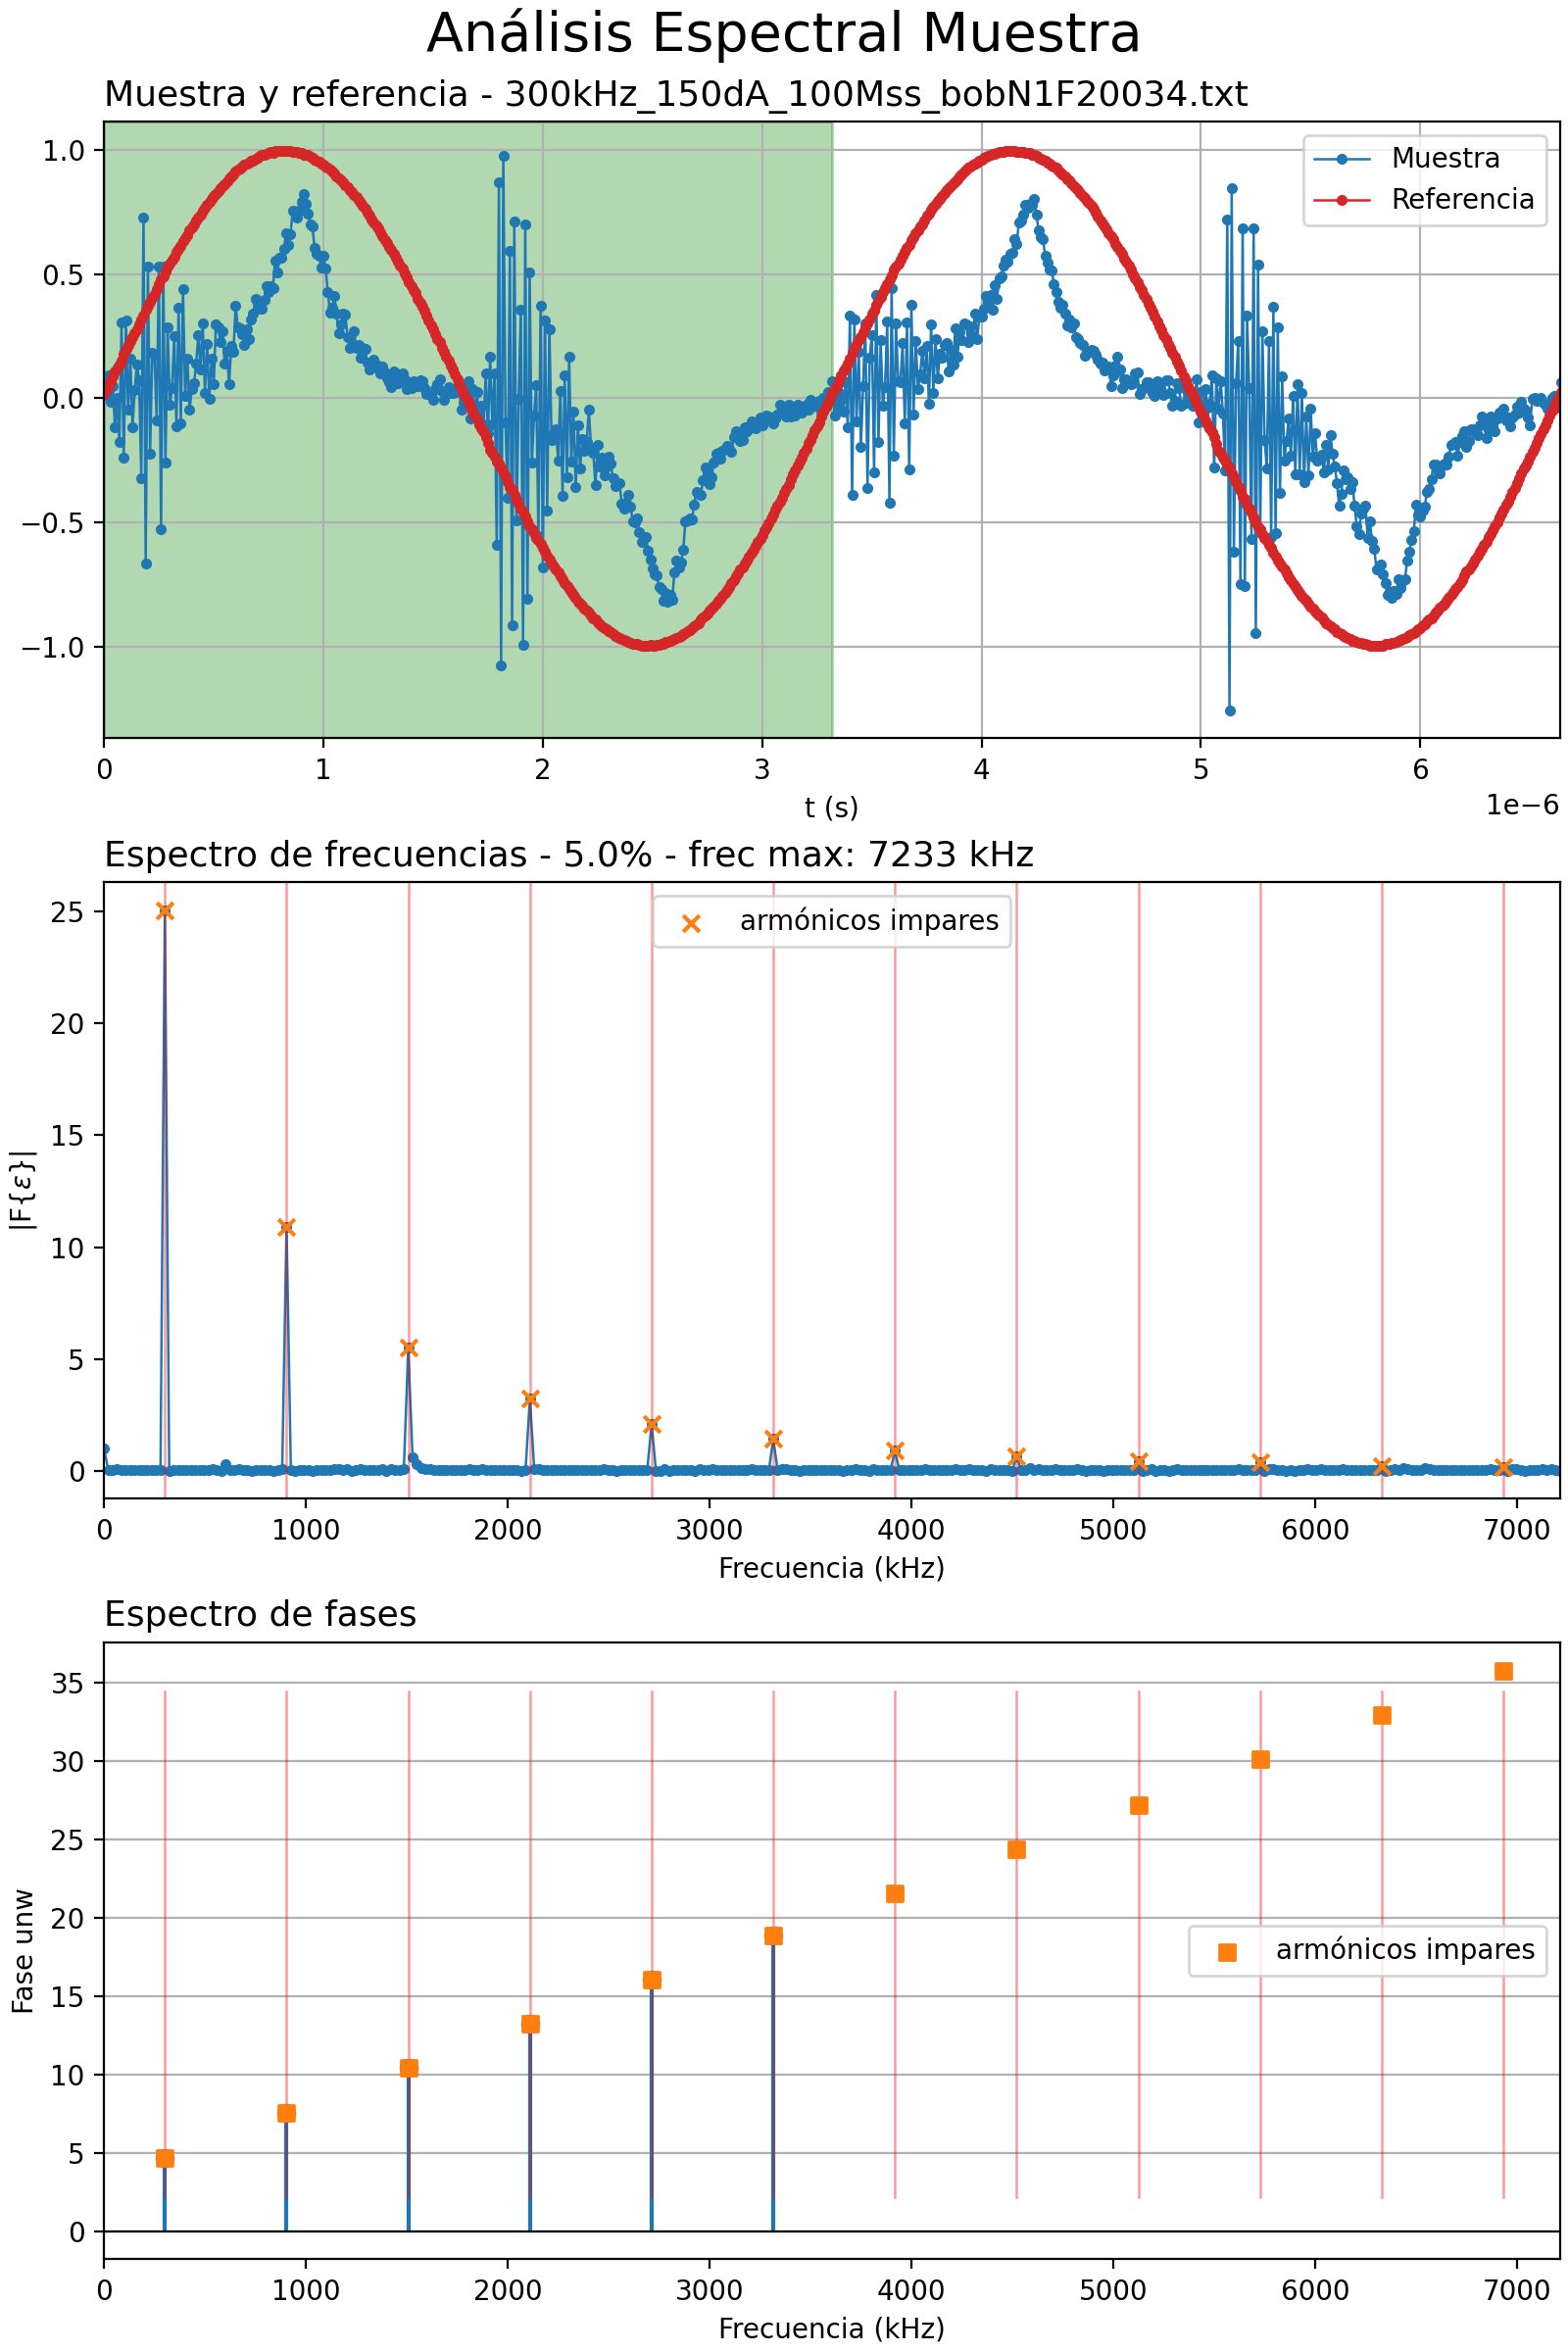 Análisis Espectral Muestra
Muestra y referencia - 300kHz_150dA_100Mss_bobN1F20034.txt
1.0
0.5
0.0
−0.5
−1.0
Muestra
Referencia
0 1 2 3 4 5 6
t (s)
1e−6
Espectro de frecuencias - 5.0% - frec max: 7233 kHz
25
20
15
10
5
0
|F{ε}|
armónicos impares
0 1000 2000 3000 4000 5000 6000 7000
Frecuencia (kHz)
Espectro de fases
35
30
25
20
15
10
5
0
Fase unw
armónicos impares
0 1000 2000 3000 4000 5000 6000 7000
Frecuencia (kHz)